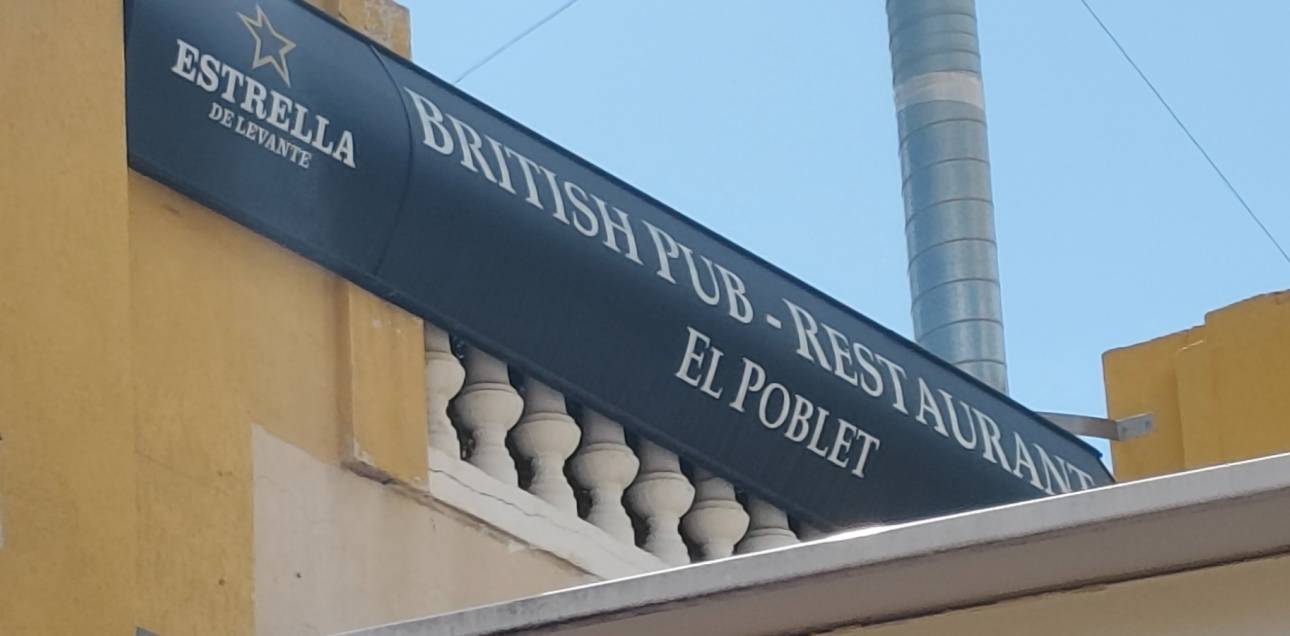 ESTRELLA
DE LEVANTE
BRITISH PUB - RESTAURANT
EL POBLET